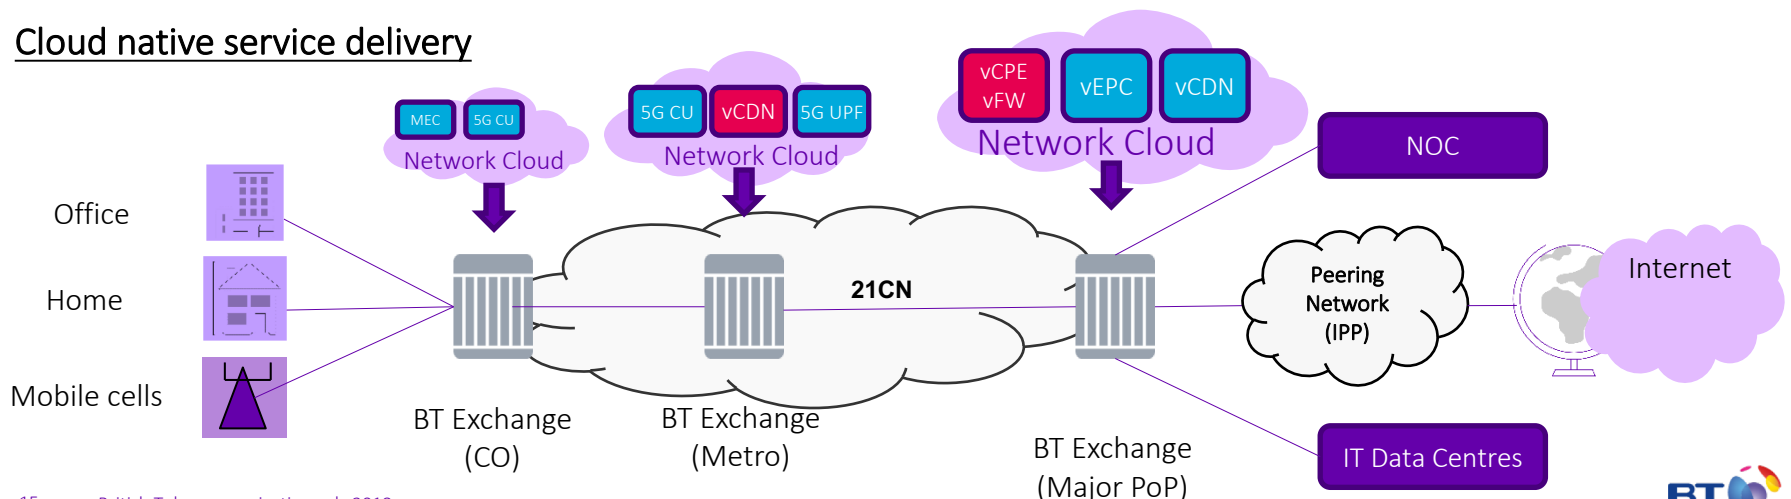 Cloud native service delivery
MEC
5G CU
Network Cloud
5G CU
vCDN
5G UPF
Network Cloud
vCPE
vFW
vEPC
vCDN
Network Cloud
NOC
Office
Home
Mobile cells
21CN
Peering
Network
(IPP)
Internet
BT Exchange
(CO)
BT Exchange
(Metro)
BT Exchange
(Major PoP)
IT Data Centres
BT